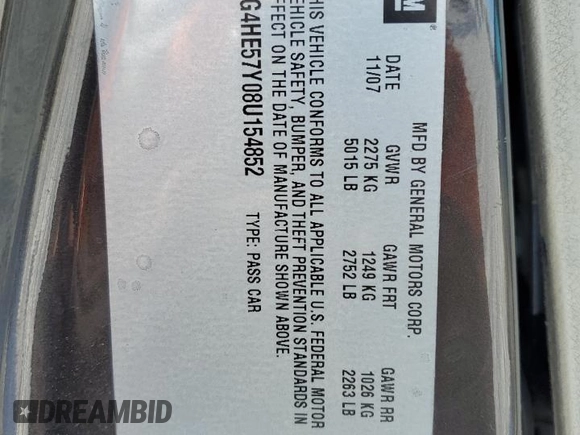 GM
MFD BY GENERAL MOTORS CORP.
DATE GVWR GAWR FRT GAWR RR
11/07 2275 KG 1249 KG 1026 KG
5015 LB 2752 LB 2263 LB
THIS VEHICLE CONFORMS TO ALL APPLICABLE U.S. FEDERAL MOTOR
VEHICLE SAFETY, BUMPER, AND THEFT PREVENTION STANDARDS IN
EFFECT ON THE DATE OF MANUFACTURE SHOWN ABOVE.
G4HE57Y08U154852 TYPE: PASS CAR
DREAMBID